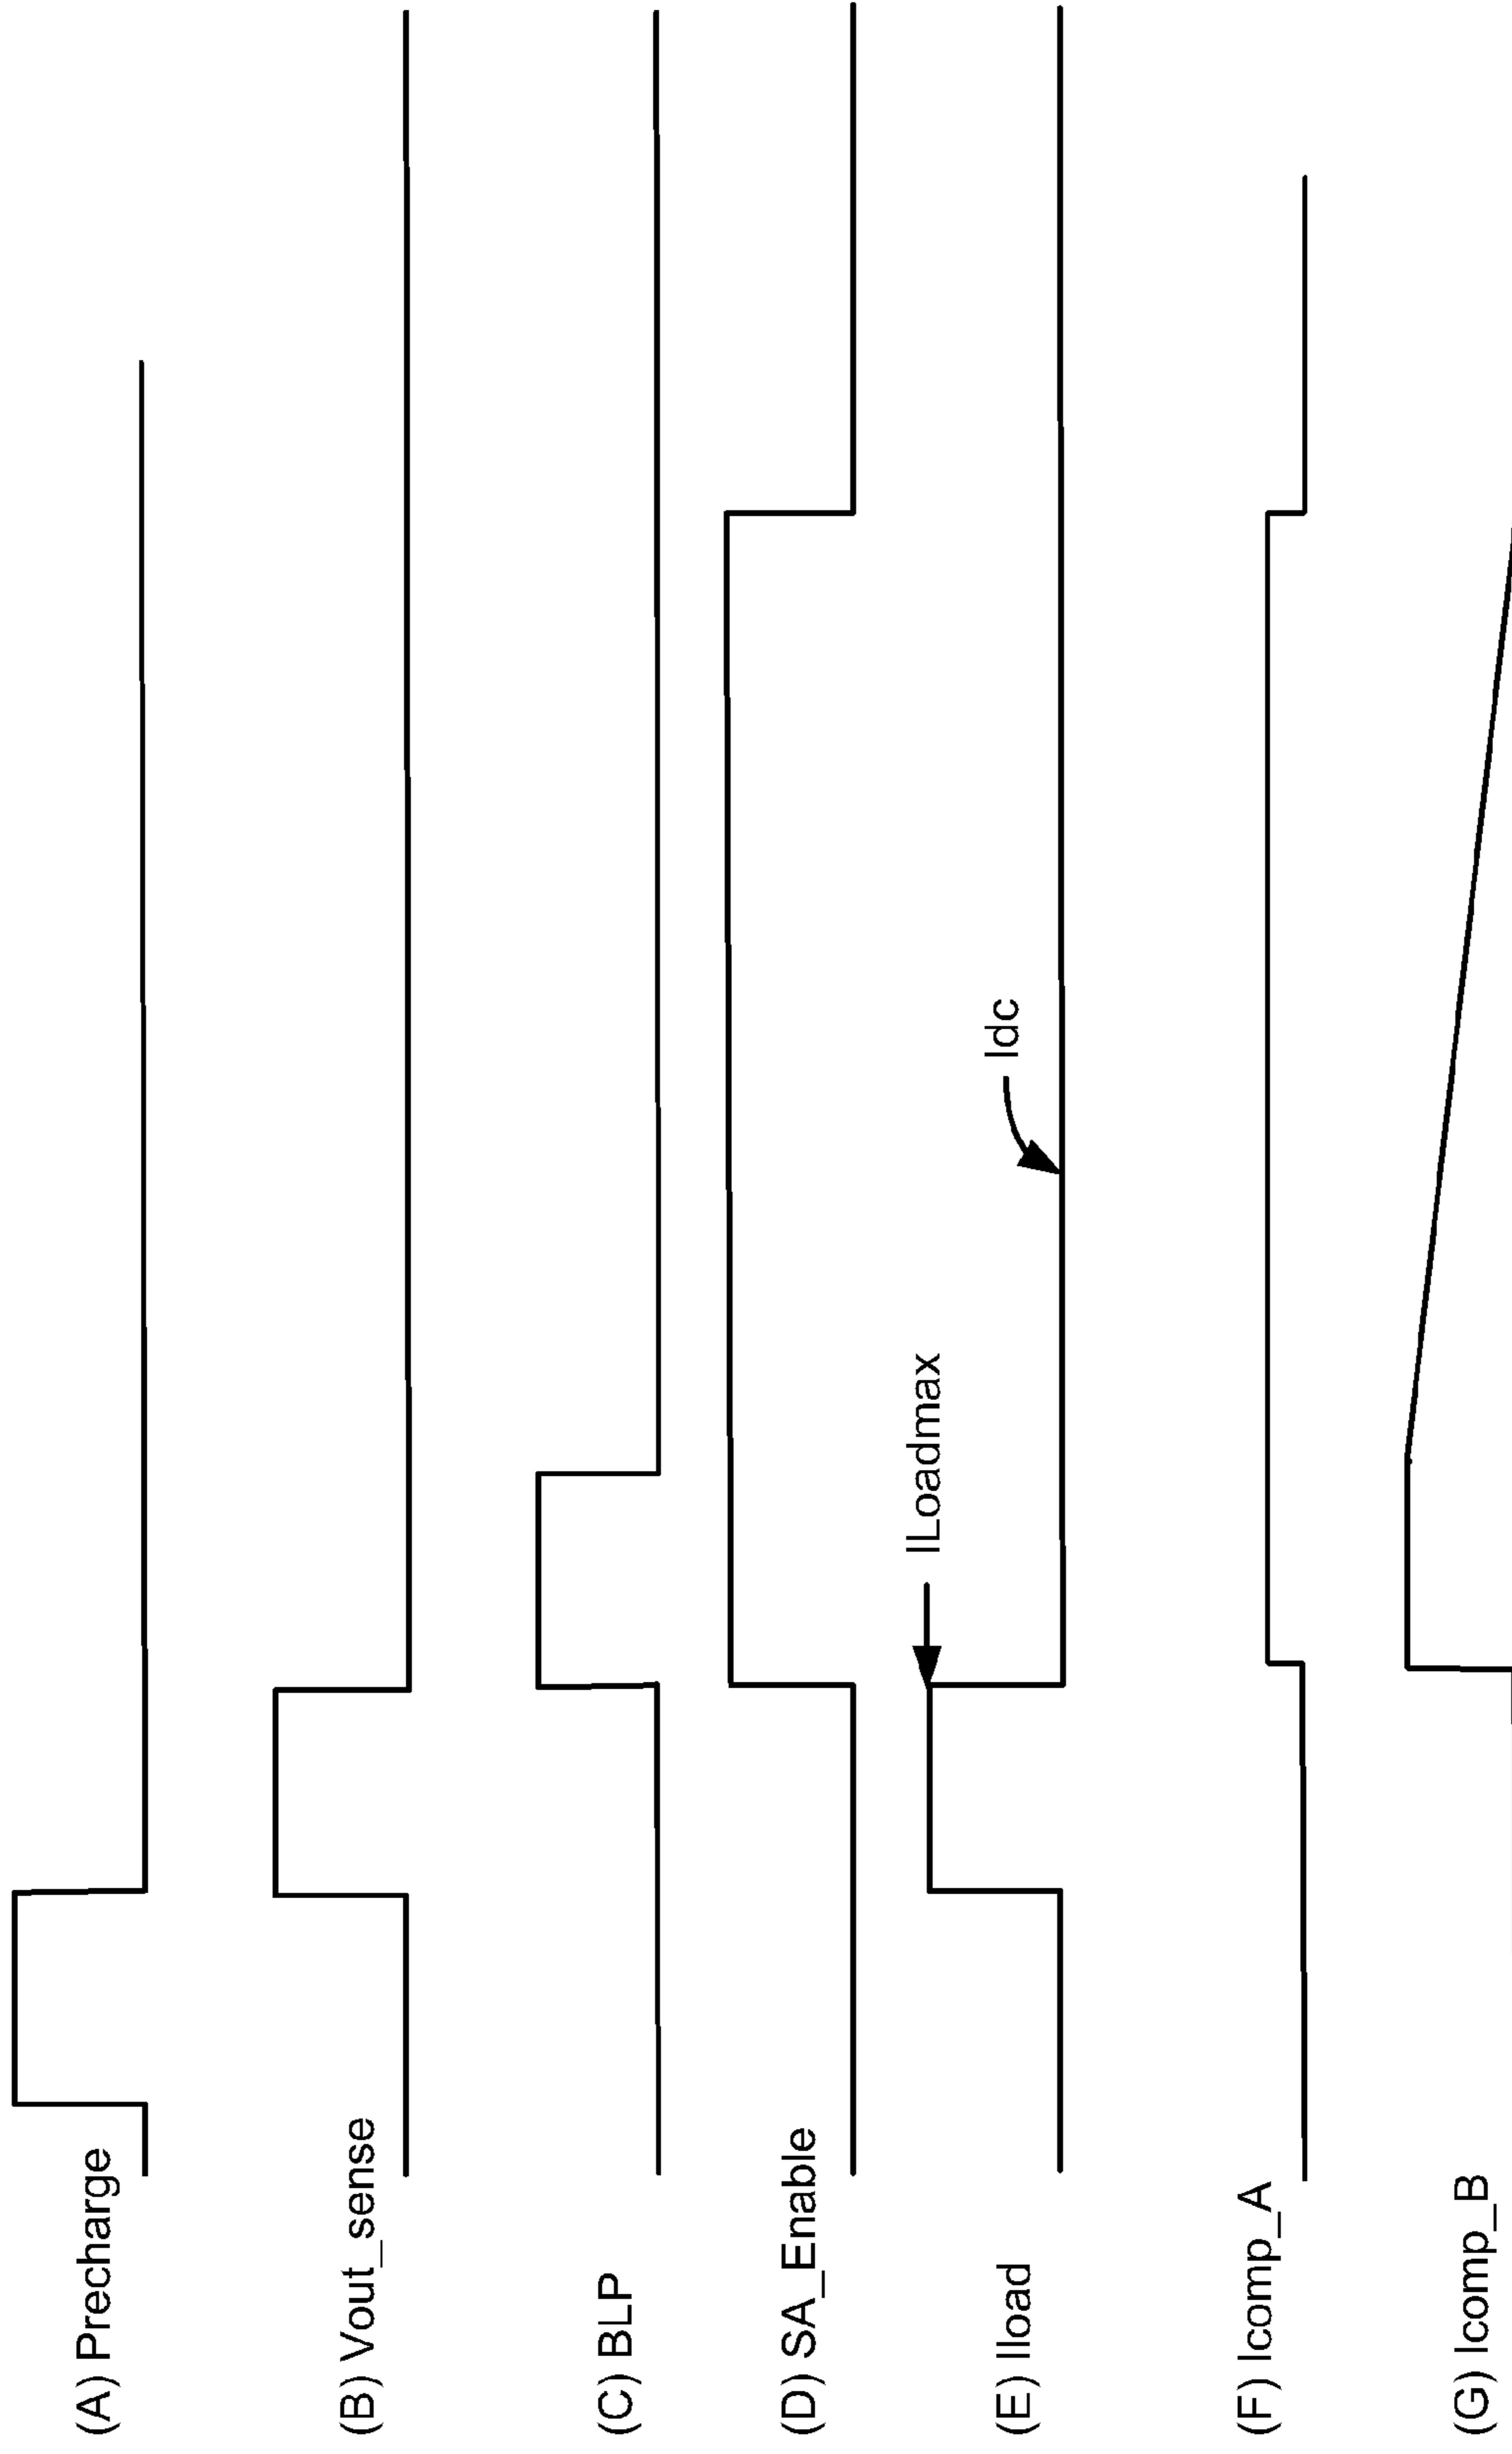 (A) Precharge
(B) Vout_sense
(C) BLP
(D) SA_Enable
ILoadmax
Idc
(E) Iload
(F) Icomp_A
(G) Icomp_B